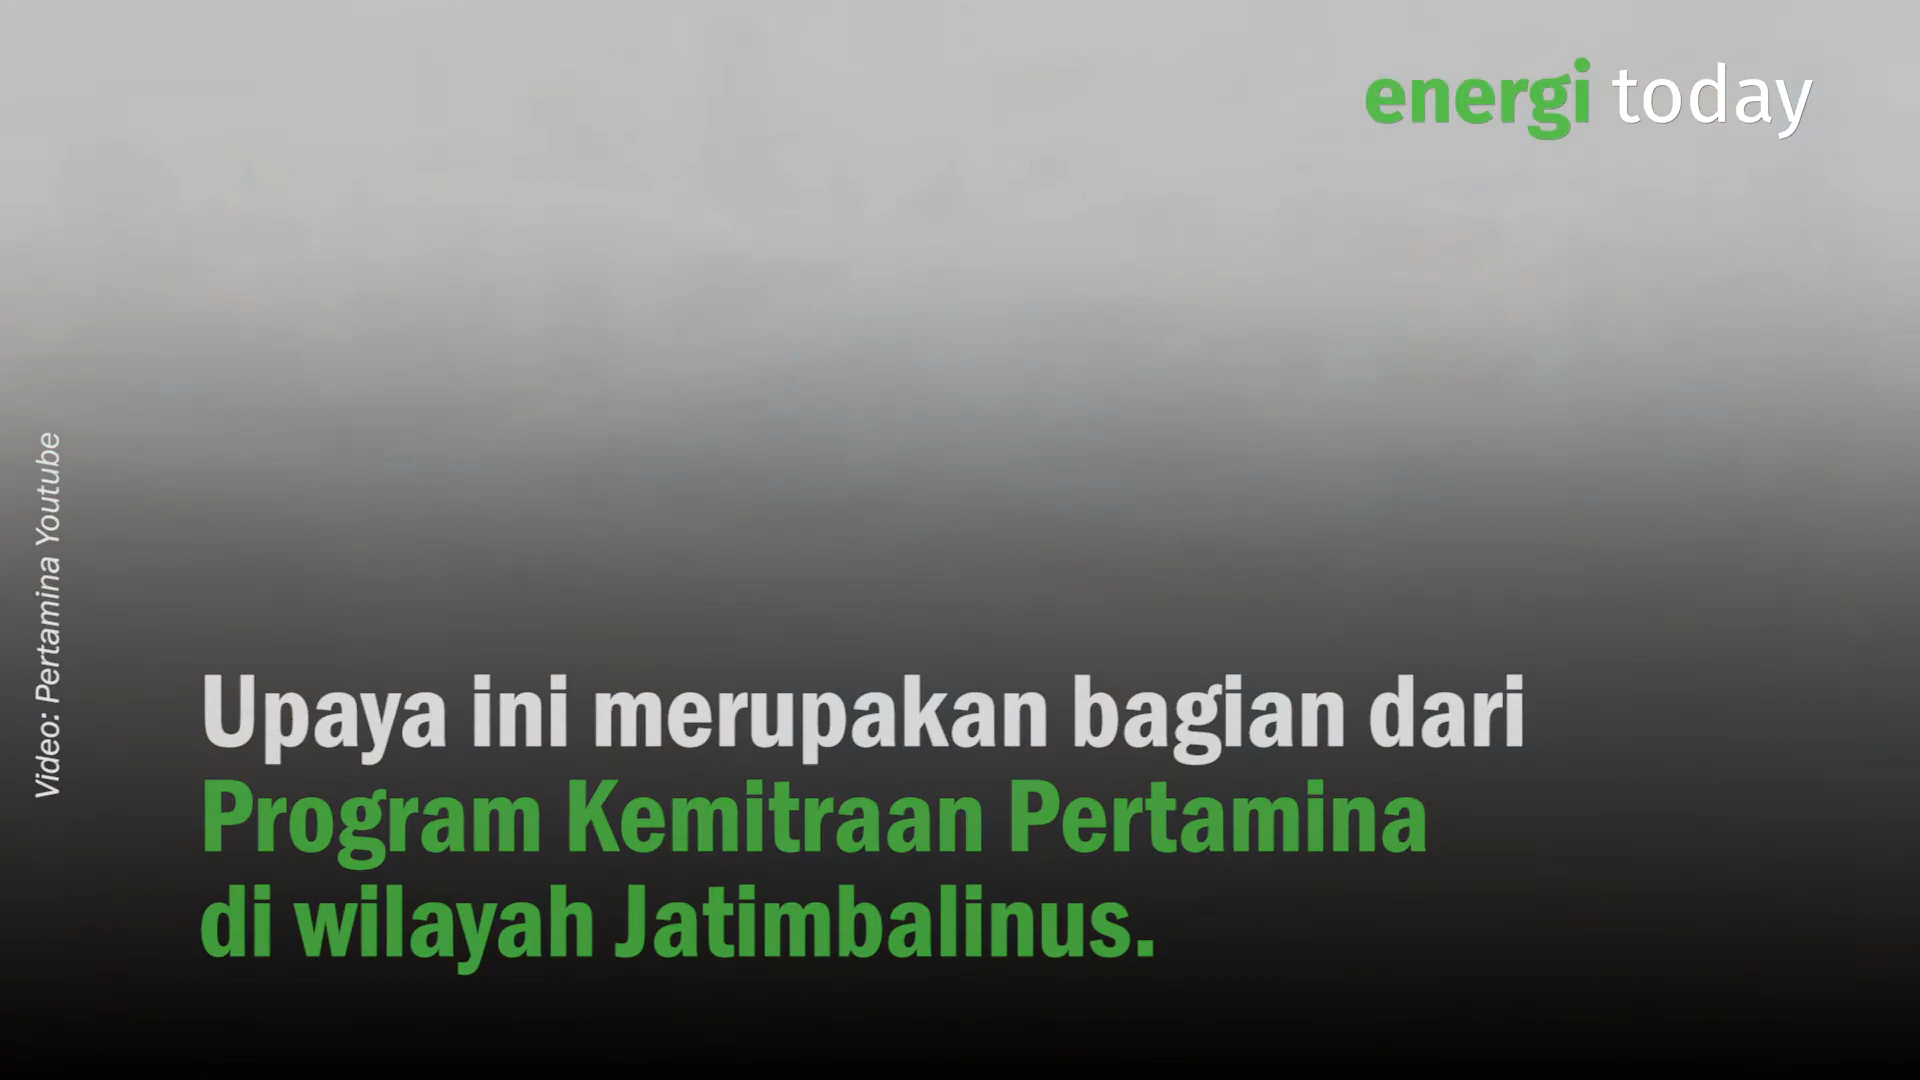 energi today
Video: Pertamina Youtube
Upaya ini merupakan bagian dari
Program Kemitraan Pertamina
di wilayah Jatimbalinus.